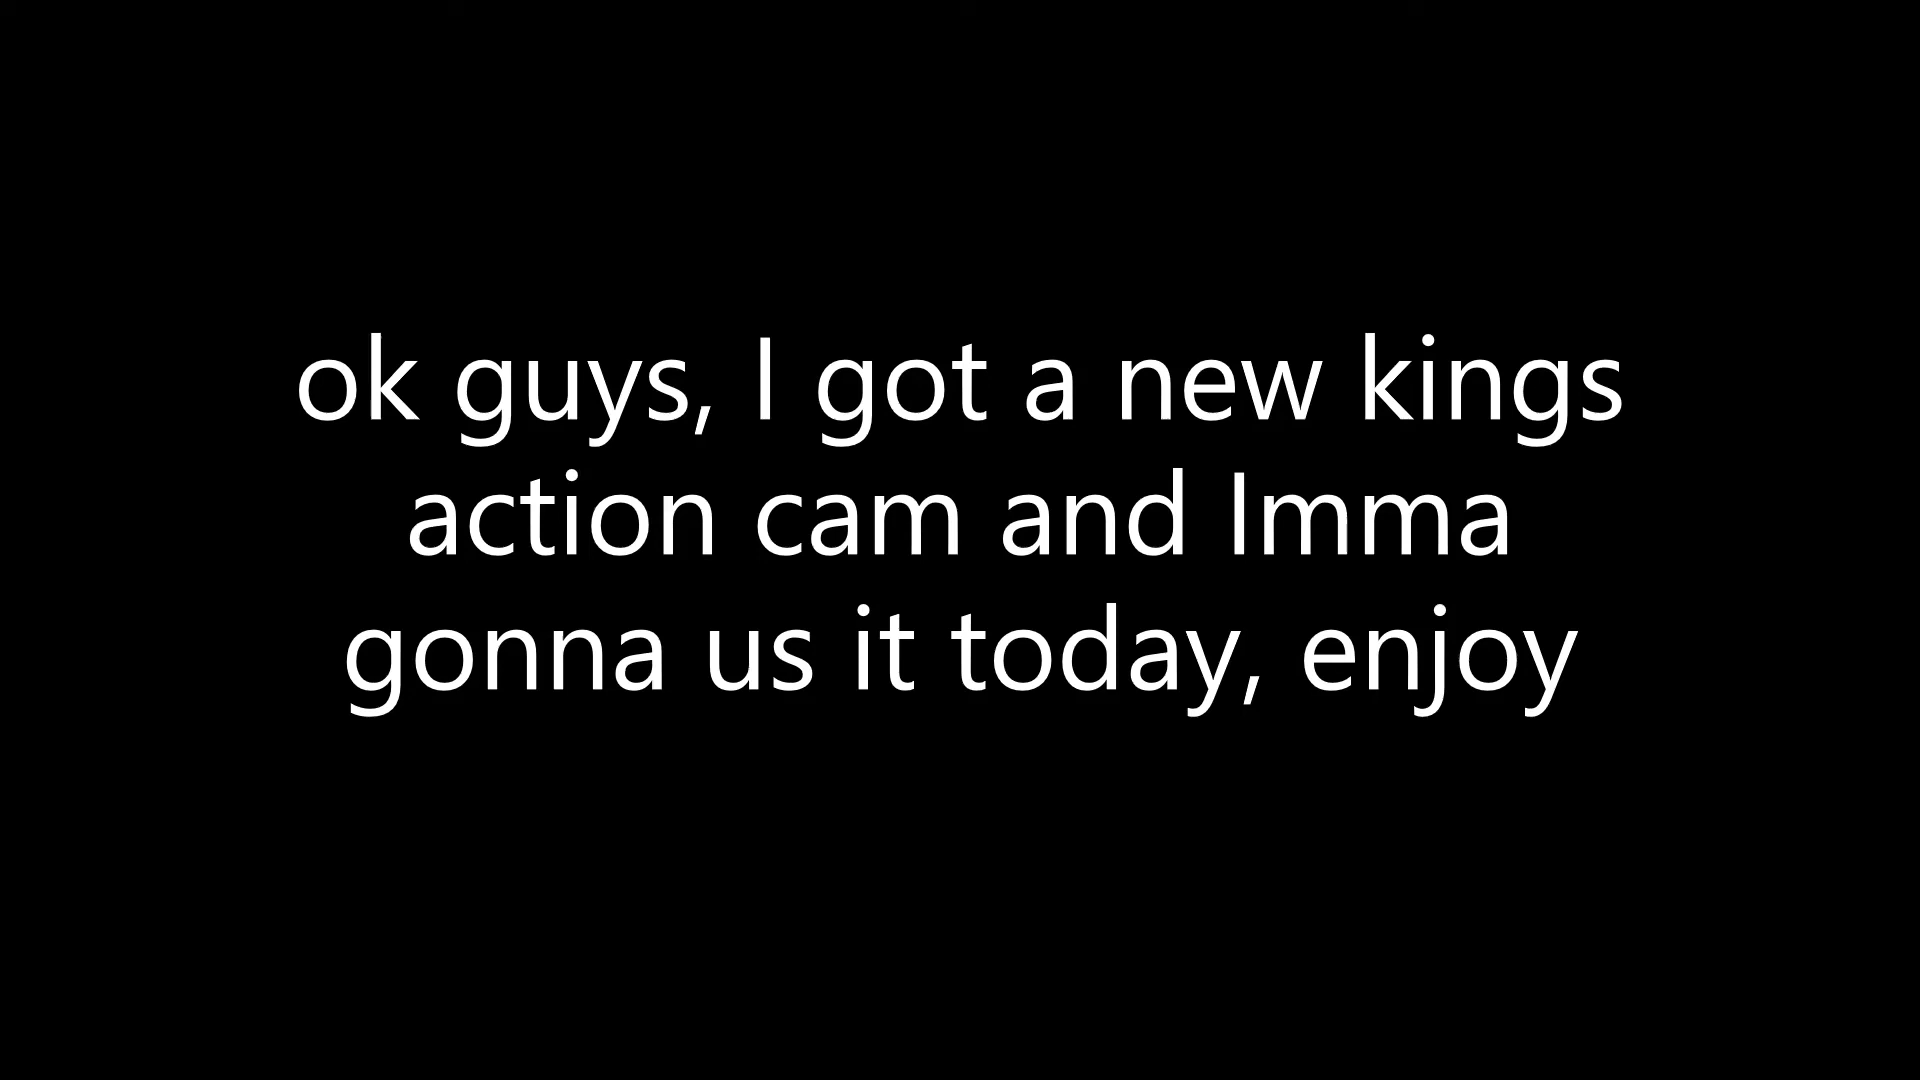 ok guys, I got a new kings
action cam and Imma
gonna us it today, enjoy